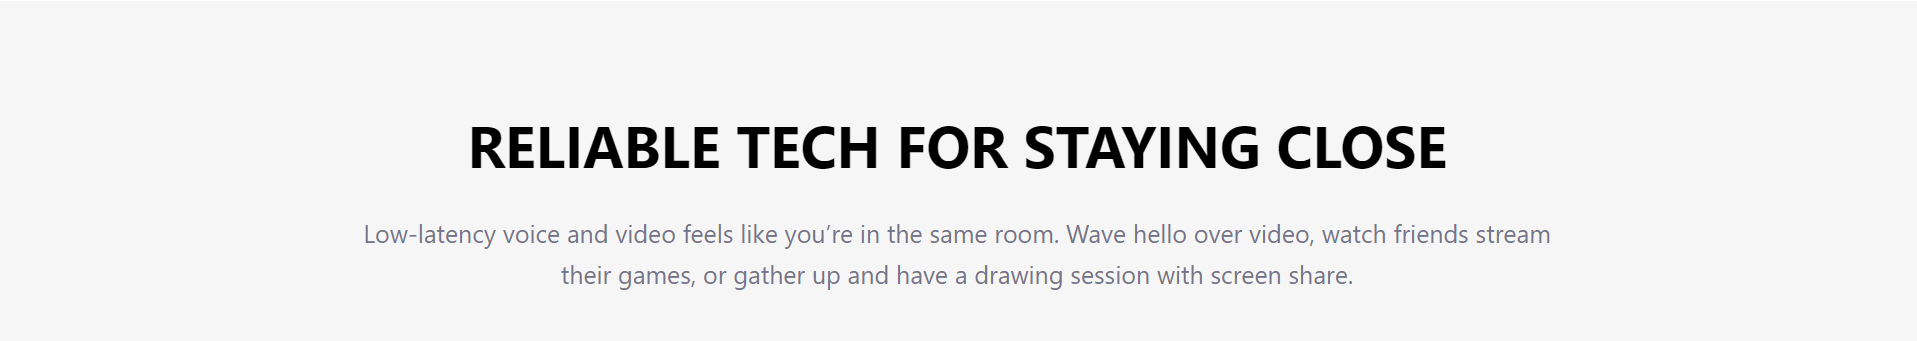 RELIABLE TECH FOR STAYING CLOSE
Low-latency voice and video feels like you’re in the same room. Wave hello over video, watch friends stream
their games, or gather up and have a drawing session with screen share.